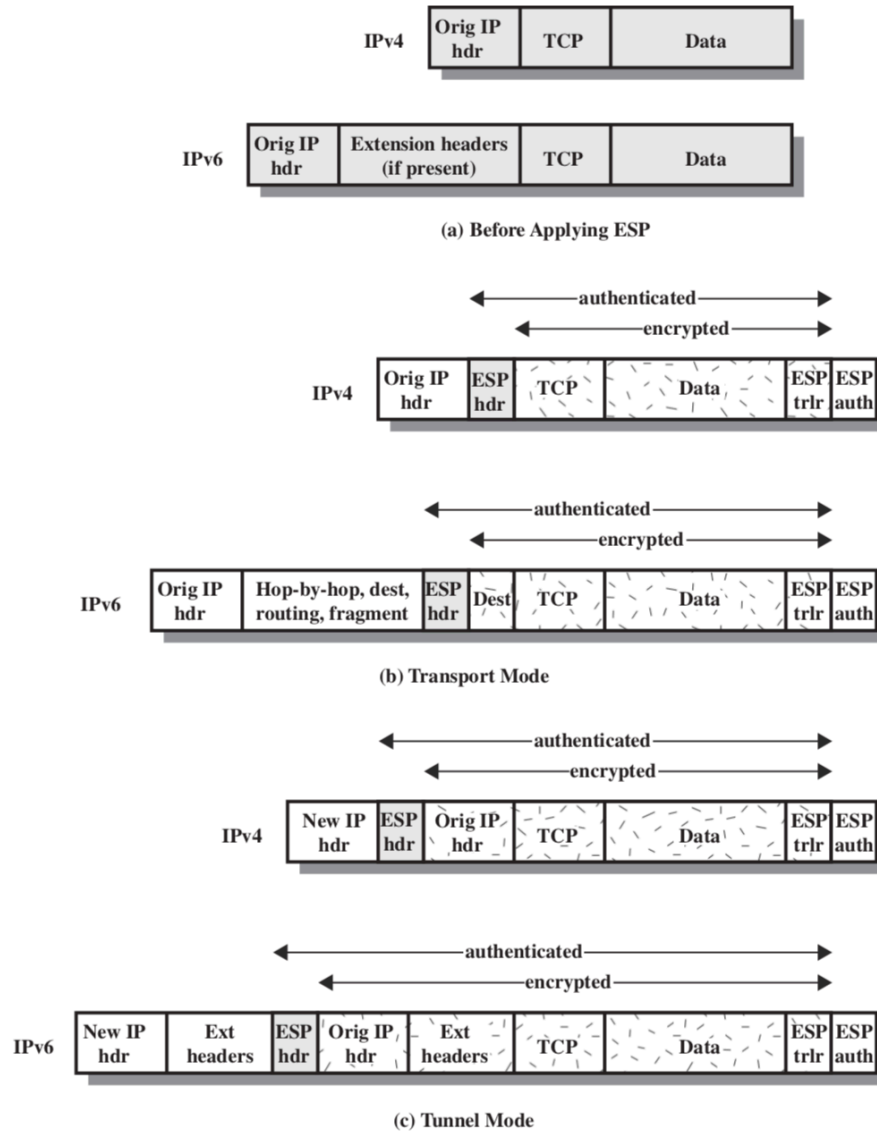 IPv4
Orig IP
hdr
TCP
Data
IPv6
Orig IP
hdr
Extension headers
(if present)
TCP
Data
(a) Before Applying ESP
authenticated
encrypted
IPv4
Orig IP
hdr
ESP
hdr
TCP
Data
ESP
trlr
ESP
auth
authenticated
encrypted
IPv6
Orig IP
hdr
Hop-by-hop, dest,
routing, fragment
ESP
hdr
Dest
TCP
Data
ESP
trlr
ESP
auth
(b) Transport Mode
authenticated
encrypted
IPv4
New IP
hdr
ESP
hdr
Orig IP
hdr
TCP
Data
ESP
trlr
ESP
auth
authenticated
encrypted
IPv6
New IP
hdr
Ext
headers
ESP
hdr
Orig IP
hdr
Ext
headers
TCP
Data
ESP
trlr
ESP
auth
(c) Tunnel Mode